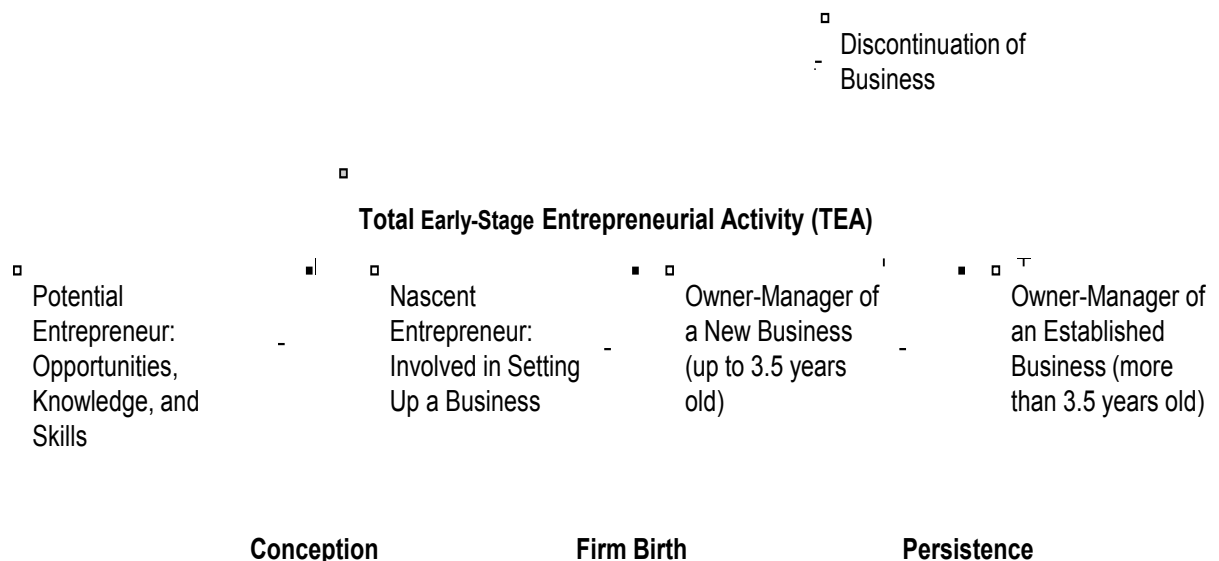 Discontinuation of
Business
Total Early-Stage Entrepreneurial Activity (TEA)
Potential
Entrepreneur:
Opportunities,
Knowledge, and
Skills
Nascent
Entrepreneur:
Involved in Setting
Up a Business
Owner-Manager of
a New Business
(up to 3.5 years
old)
Owner-Manager of
an Established
Business (more
than 3.5 years old)
Conception
Firm Birth
Persistence